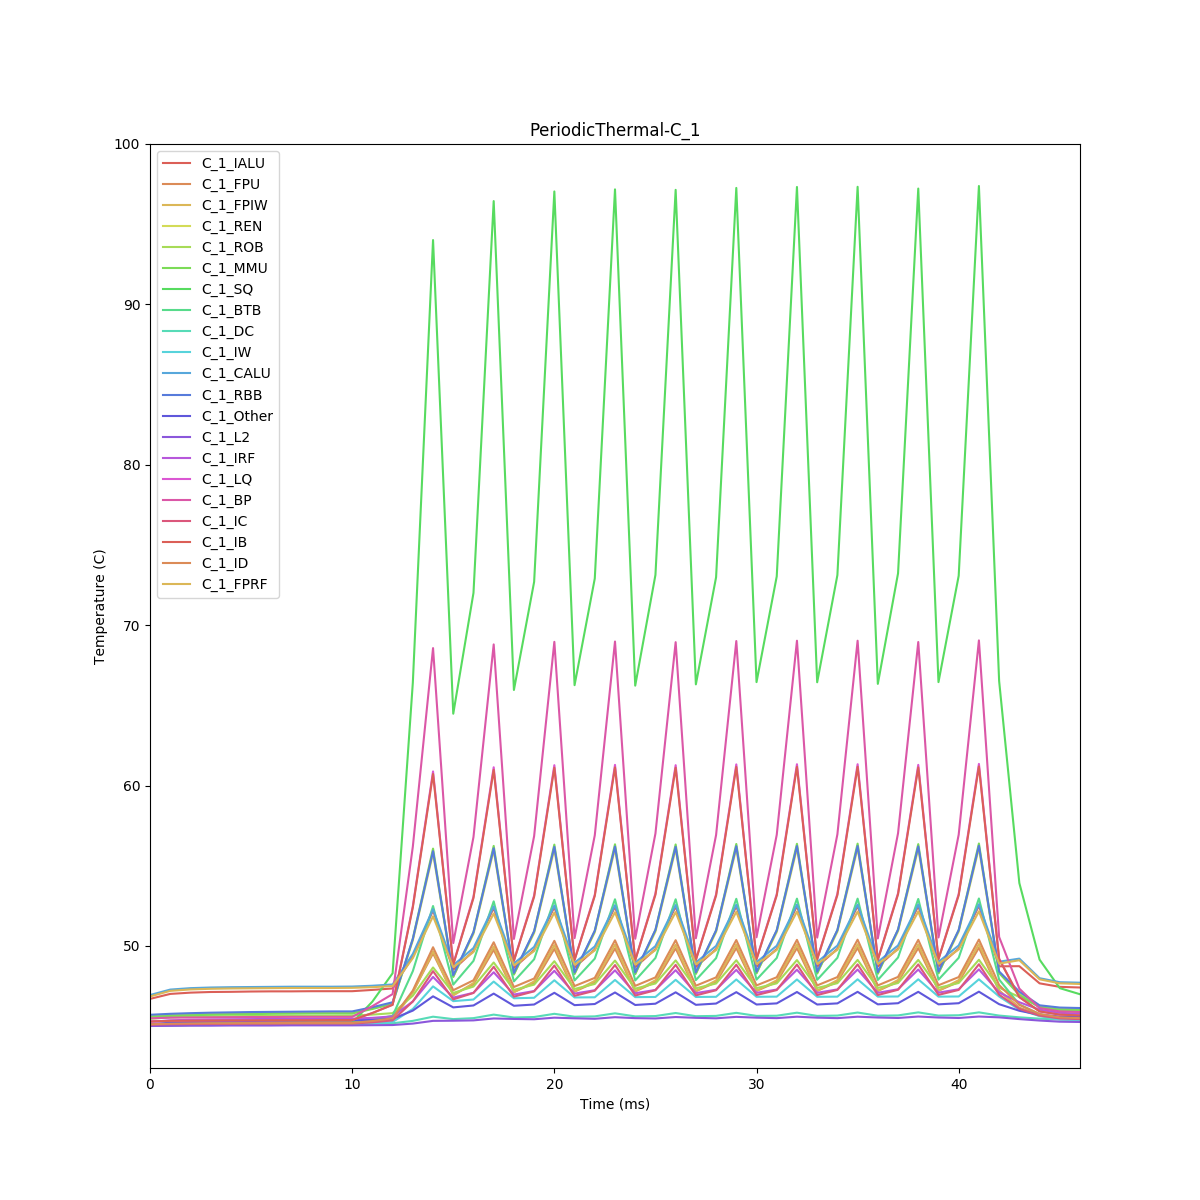 PeriodicThermal-C_1
100
90
80
70
60
50
Temperature (C)
C_1_IALU
C_1_FPU
C_1_FPIW
C_1_REN
C_1_ROB
C_1_MMU
C_1_SQ
C_1_BTB
C_1_DC
C_1_IW
C_1_CALU
C_1_RBB
C_1_Other
C_1_L2
C_1_IRF
C_1_LQ
C_1_BP
C_1_IC
C_1_IB
C_1_ID
C_1_FPRF
0 10 20 30 40
Time (ms)